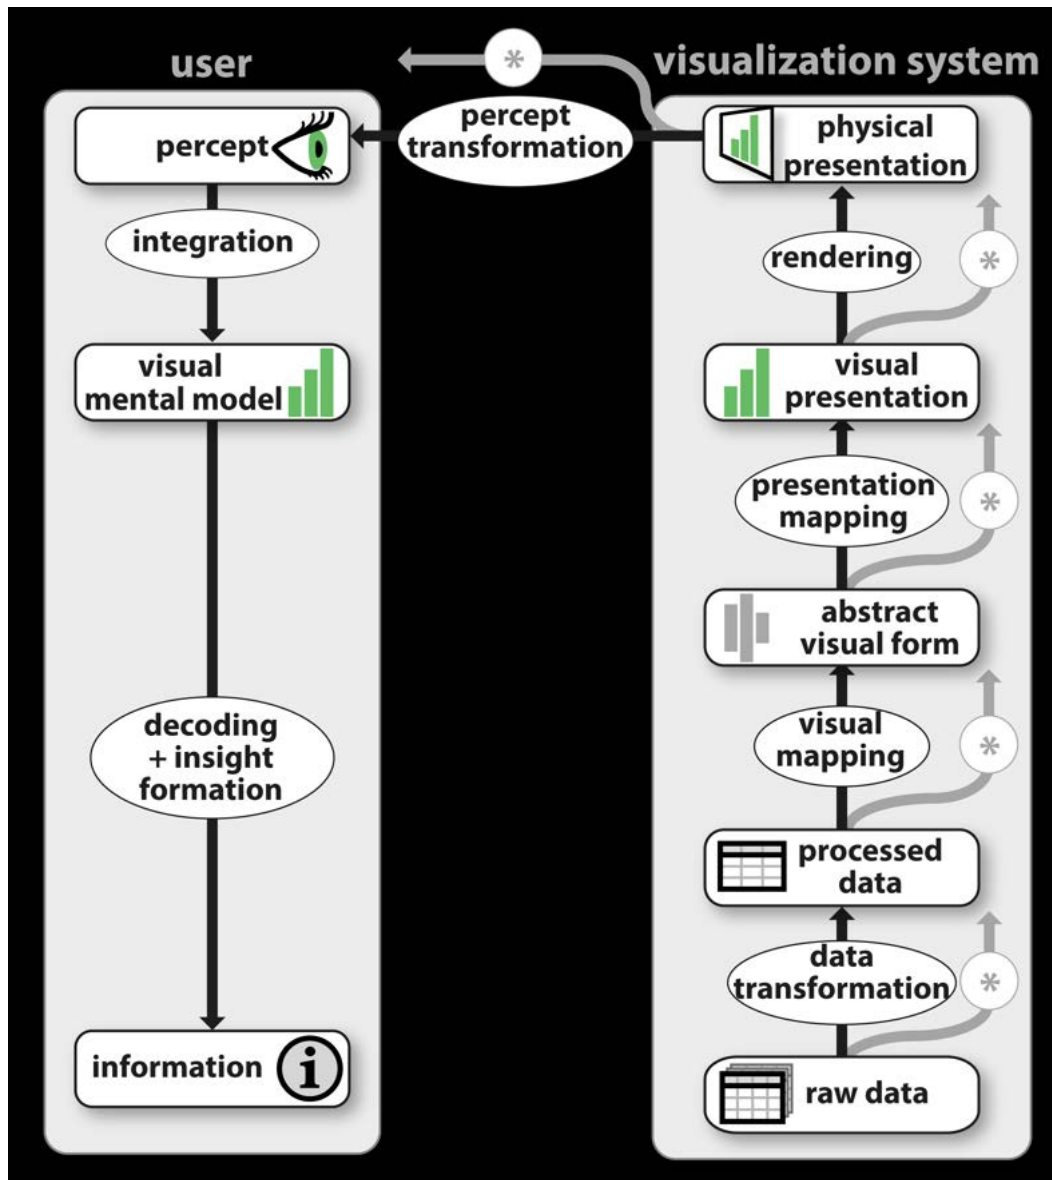 user
visualization system
*
percept
percept
transformation
physical
presentation
integration
rendering
*
visual
mental model
visual
presentation
presentation
mapping
*
abstract
visual form
decoding
+ insight
formation
visual
mapping
*
processed
data
data
transformation
*
information
i
raw data